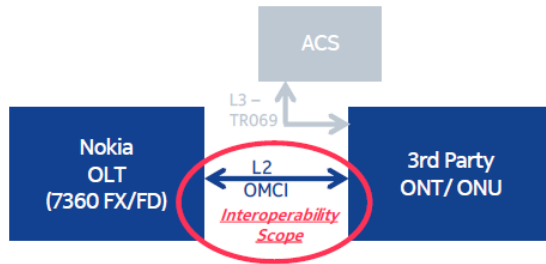 ACS
L3 –
TR069
Nokia
OLT
(7360 FX/FD)
L2
OMCI
Interoperability
Scope
3rd Party
ONT/ ONU